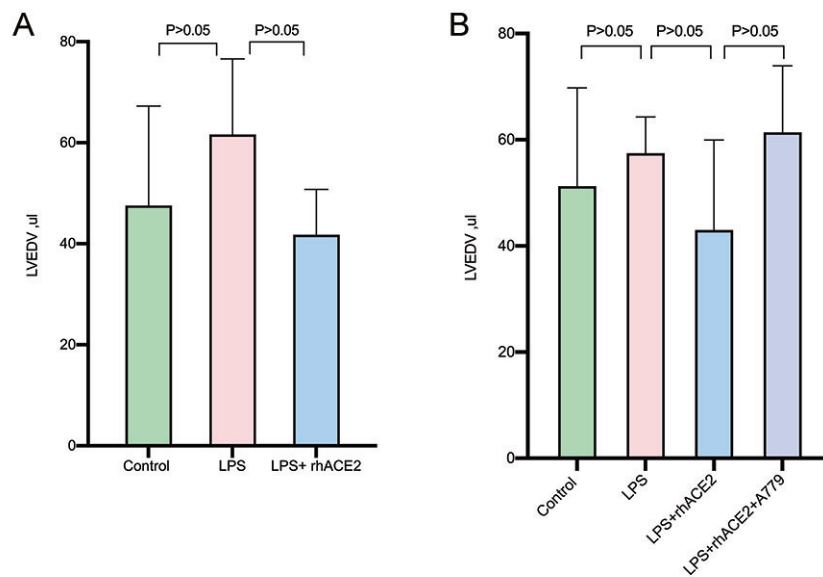 A
P>0.05 P>0.05
80
60
40
20
0
LVEDV ,ul
Control LPS LPS+ rhACE2
B
P>0.05 P>0.05 P>0.05
80
60
40
20
0
LVEDV ,ul
Control
LPS
LPS+rhACE2
LPS+rhACE2+A779